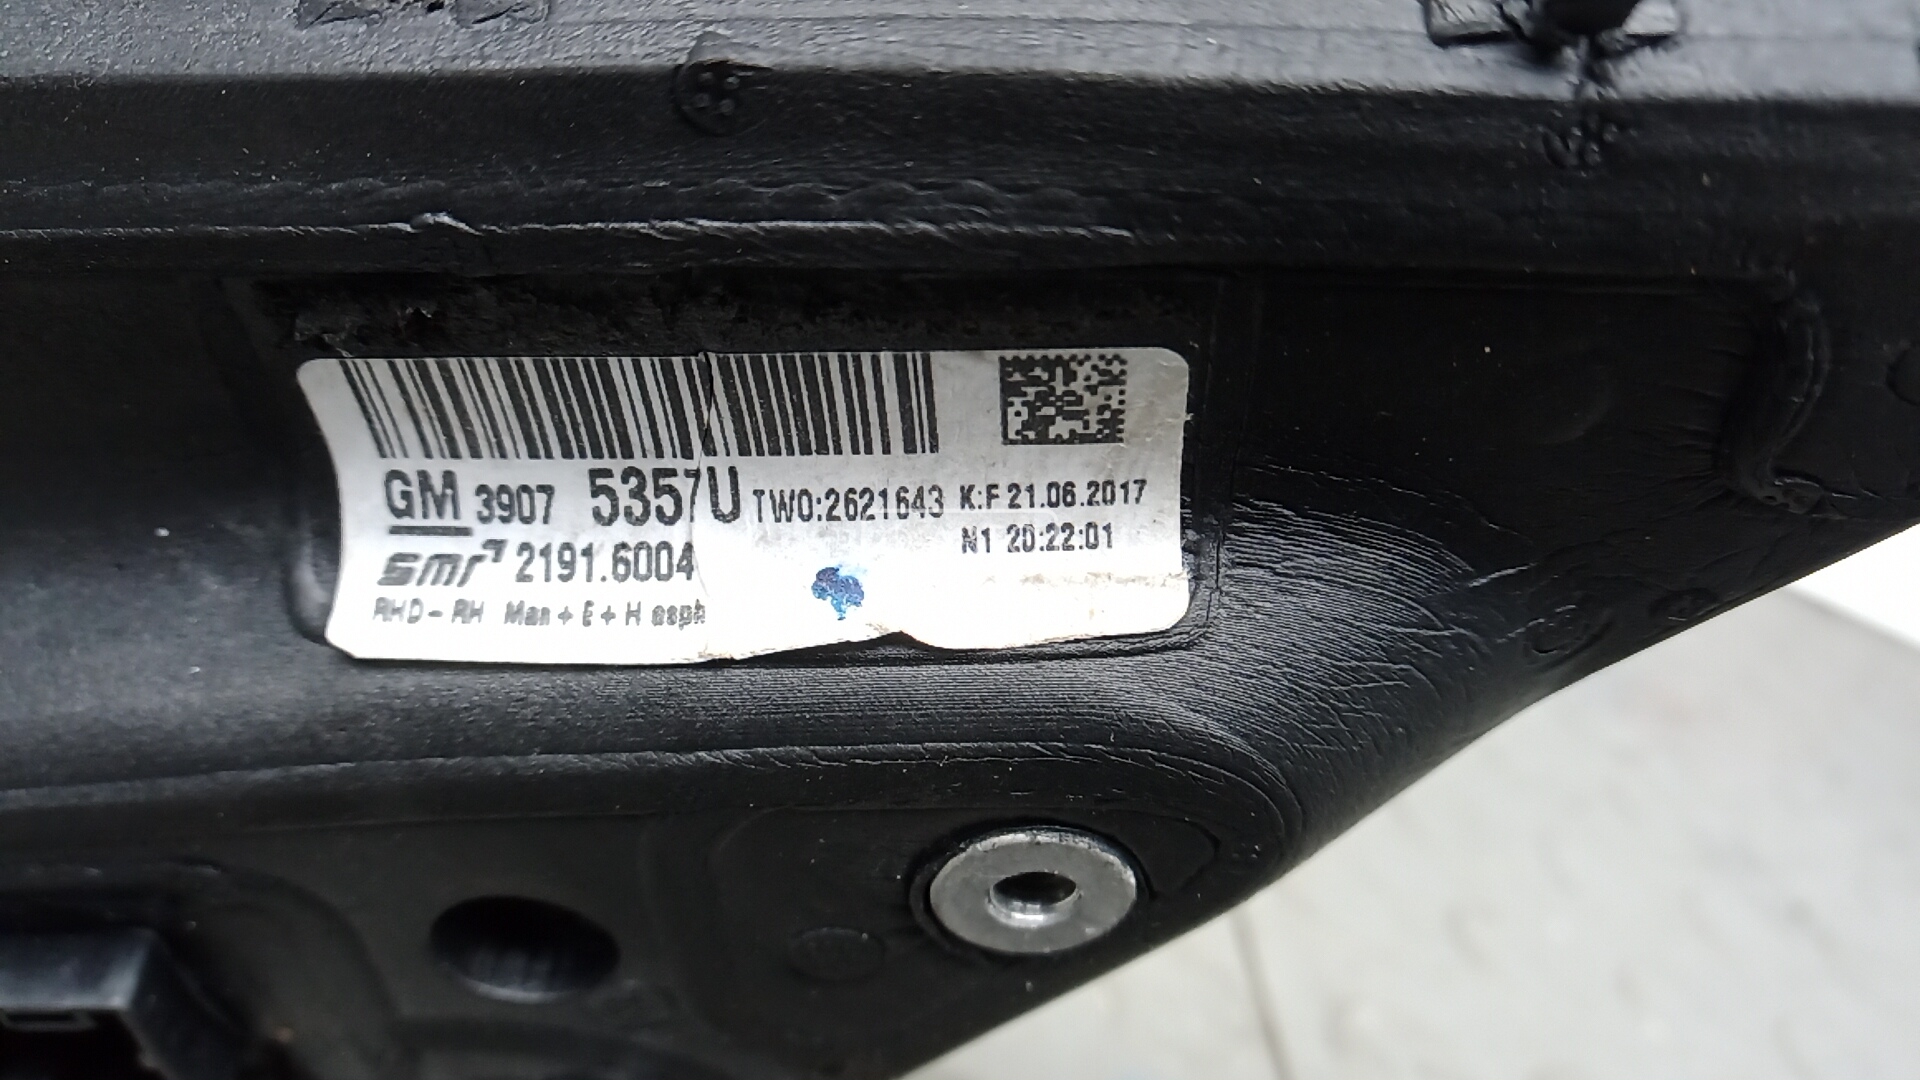 GM 3907 5357U TWO:2621643 K:F 21.06.2017
N1 20:22:01
smr 2191.6004
RHD - RH Man + E + H asph